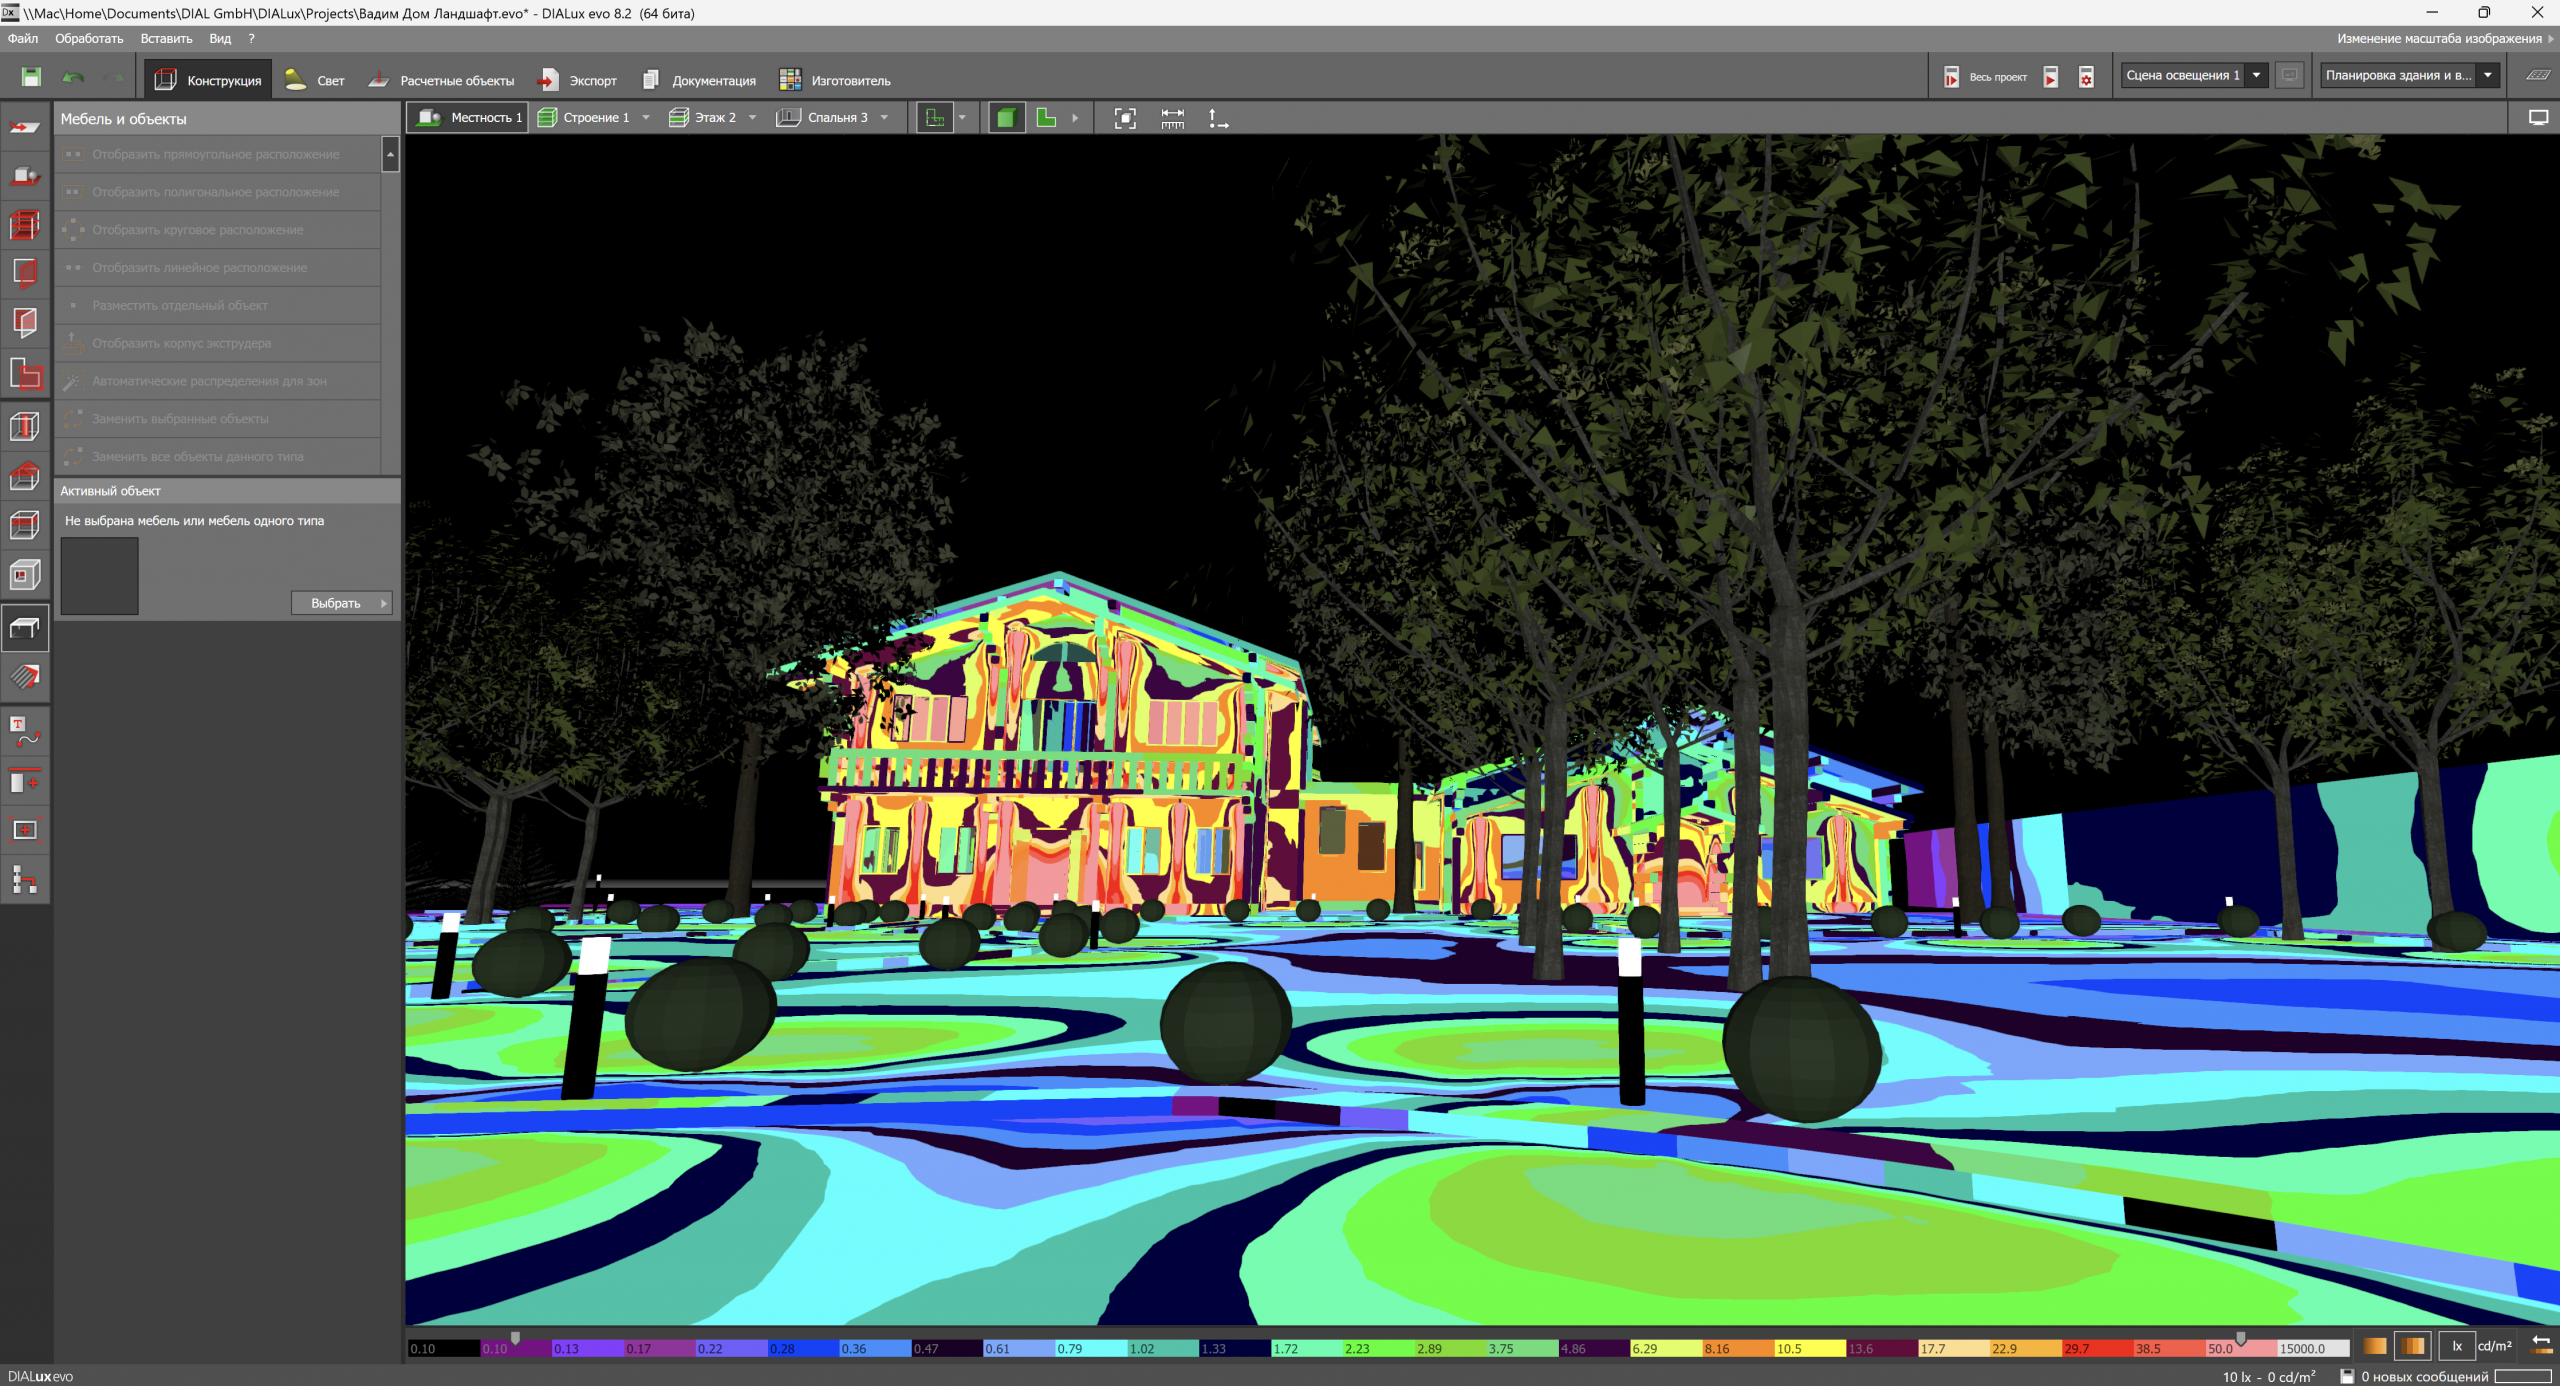 Dx \\Mac\Home\Documents\DIAL GmbH\DIALux\Projects\Вадим Дом Ландшафт.evo* - DIALux evo 8.2 (64 бита)
Файл Обработать Вставить Вид ? Изменение масштаба изображения
Конструкция Свет Расчетные объекты Экспорт Документация Изготовитель Весь проект Сцена освещения 1 Планировка здания и в...
Мебель и объекты Местность 1 Строение 1 Этаж 2 Спальня 3
Отобразить прямоугольное расположение
Отобразить полигональное расположение
Отобразить круговое расположение
Отобразить линейное расположение
Разместить отдельный объект
Отобразить корпус экструдера
Автоматические распределения для зон
Заменить выбранные объекты
Заменить все объекты данного типа
Активный объект
Не выбрана мебель или мебель одного типа
Выбрать
T
0.10 0.10 0.13 0.17 0.22 0.28 0.36 0.47 0.61 0.79 1.02 1.33 1.72 2.23 2.89 3.75 4.86 6.29 8.16 10.5 13.6 17.7 22.9 29.7 38.5 50.0 15000.0 lx cd/m²
DIALux evo 10 lx - 0 cd/m² 0 новых сообщений